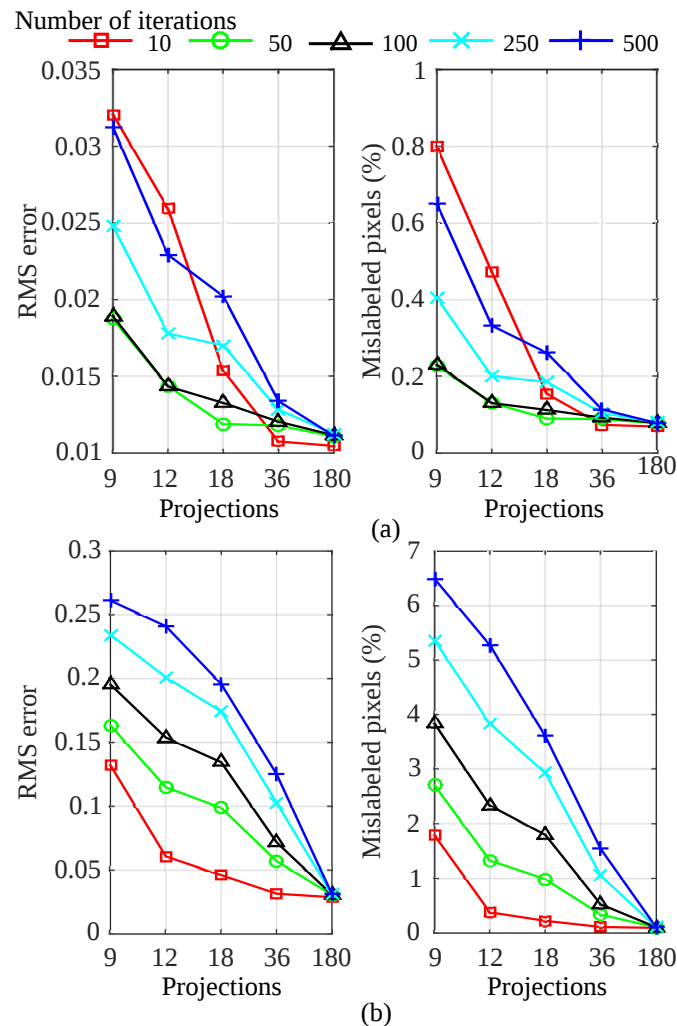 Number of iterations
10 50 100 250 500
0.035
0.03
0.025
0.02
0.015
0.01
RMS error
9 12 18 36 180
Projections
1
0.8
0.6
0.4
0.2
0
Mislabeled pixels (%)
9 12 18 36 180
Projections
(a)
0.3
0.25
0.2
0.15
0.1
0.05
0
RMS error
9 12 18 36 180
Projections
7
6
5
4
3
2
1
0
Mislabeled pixels (%)
9 12 18 36 180
Projections
(b)